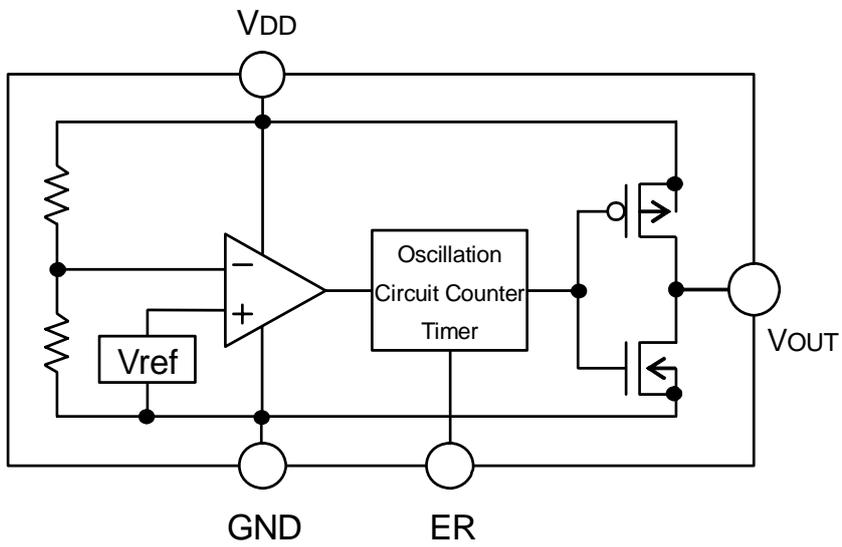 VDD
−
+
Vref
Oscillation
Circuit Counter
Timer
VOUT
GND
ER